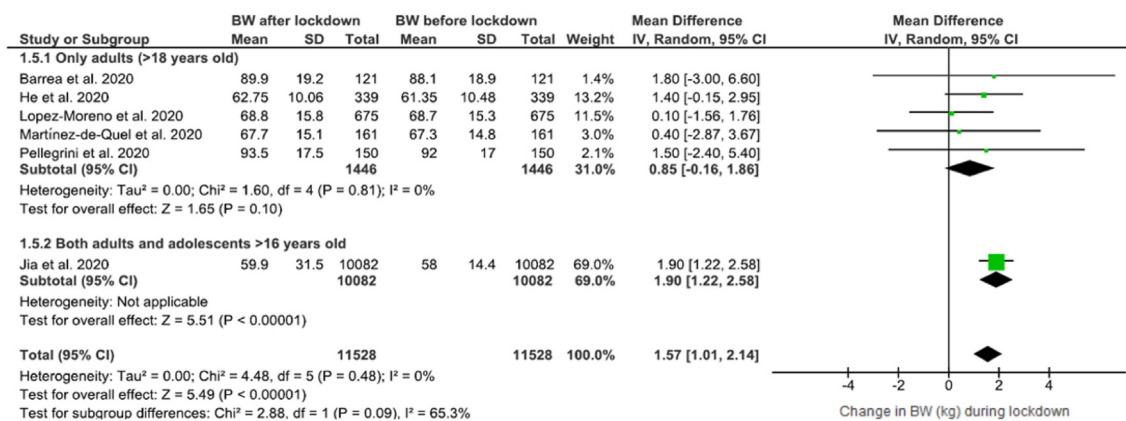 BW after lockdown BW before lockdown Mean Difference Mean Difference
Study or Subgroup Mean SD Total Mean SD Total Weight IV, Random, 95% CI IV, Random, 95% CI
1.5.1 Only adults (>18 years old)
Barrea et al. 2020 89.9 19.2 121 88.1 18.9 121 1.4% 1.80 [-3.00, 6.60]
He et al. 2020 62.75 10.06 339 61.35 10.48 339 13.2% 1.40 [-0.15, 2.95]
Lopez-Moreno et al. 2020 68.8 15.8 675 68.7 15.3 675 11.5% 0.10 [-1.56, 1.76]
Martínez-de-Quel et al. 2020 67.7 15.1 161 67.3 14.8 161 3.0% 0.40 [-2.87, 3.67]
Pellegrini et al. 2020 93.5 17.5 150 92 17 150 2.1% 1.50 [-2.40, 5.40]
Subtotal (95% CI) 1446 1446 31.0% 0.85 [-0.16, 1.86]
Heterogeneity: Tau² = 0.00; Chi² = 1.60, df = 4 (P = 0.81); I² = 0%
Test for overall effect: Z = 1.65 (P = 0.10)
1.5.2 Both adults and adolescents >16 years old
Jia et al. 2020 59.9 31.5 10082 58 14.4 10082 69.0% 1.90 [1.22, 2.58]
Subtotal (95% CI) 10082 10082 69.0% 1.90 [1.22, 2.58]
Heterogeneity: Not applicable
Test for overall effect: Z = 5.51 (P < 0.00001)
Total (95% CI) 11528 11528 100.0% 1.57 [1.01, 2.14]
Heterogeneity: Tau² = 0.00; Chi² = 4.48, df = 5 (P = 0.48); I² = 0%
Test for overall effect: Z = 5.49 (P < 0.00001)
Test for subgroup differences: Chi² = 2.88, df = 1 (P = 0.09), I² = 65.3%
-4 -2 0 2 4
Change in BW (kg) during lockdown